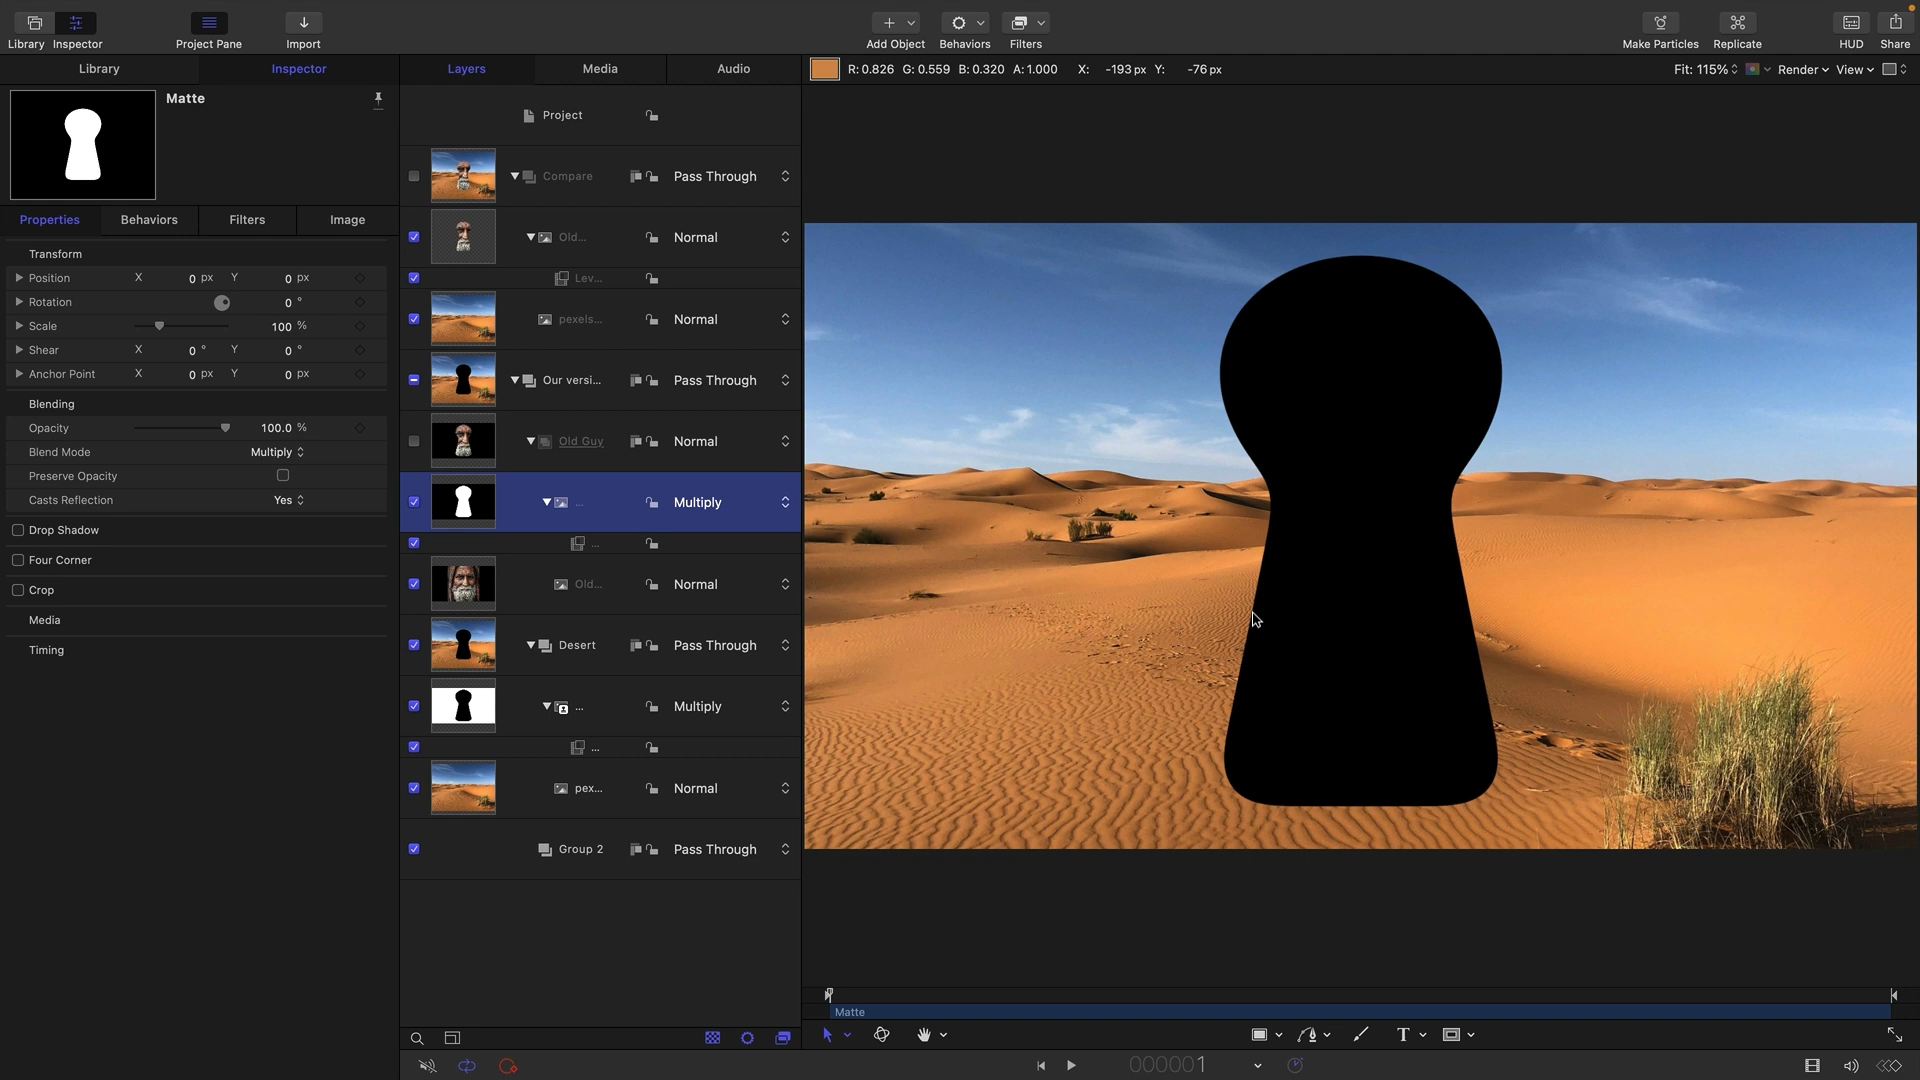 Library
Inspector
Project Pane
Import
Add Object
Behaviors
Filters
Make Particles
Replicate
HUD
Share
Library
Inspector
Layers
Media
Audio
R: 0.826 G: 0.559 B: 0.320 A: 1.000 X: -193 px Y: -76 px
Fit: 115%
Render
View
Matte
Properties
Behaviors
Filters
Image
Transform
Position X 0 px Y 0 px
Rotation 0 °
Scale 100 %
Shear X 0 ° Y 0 °
Anchor Point X 0 px Y 0 px
Blending
Opacity 100.0 %
Blend Mode Multiply
Preserve Opacity
Casts Reflection Yes
Drop Shadow
Four Corner
Crop
Media
Timing
Project
Compare Pass Through
Old... Normal
Lev...
pexels... Normal
Our versi... Pass Through
Old Guy Normal
... Multiply
...
Old... Normal
Desert Pass Through
... Multiply
...
pex... Normal
Group 2 Pass Through
Matte
T
000001